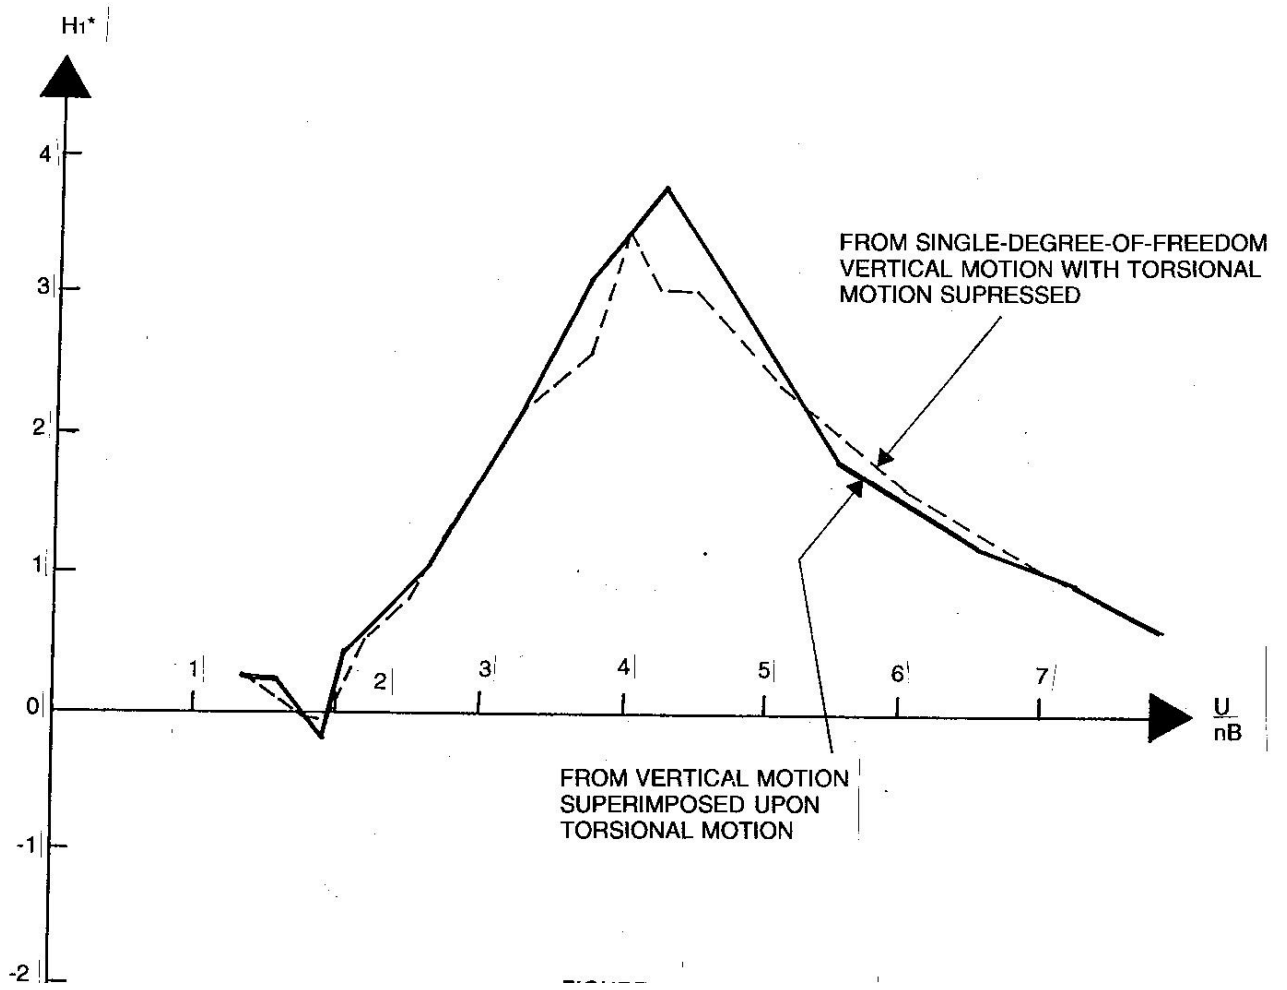 H1*
4
3
2
1
0
-1
-2
1
2
3
4
5
6
7
U
nB
FROM SINGLE-DEGREE-OF-FREEDOM
VERTICAL MOTION WITH TORSIONAL
MOTION SUPRESSED
FROM VERTICAL MOTION
SUPERIMPOSED UPON
TORSIONAL MOTION